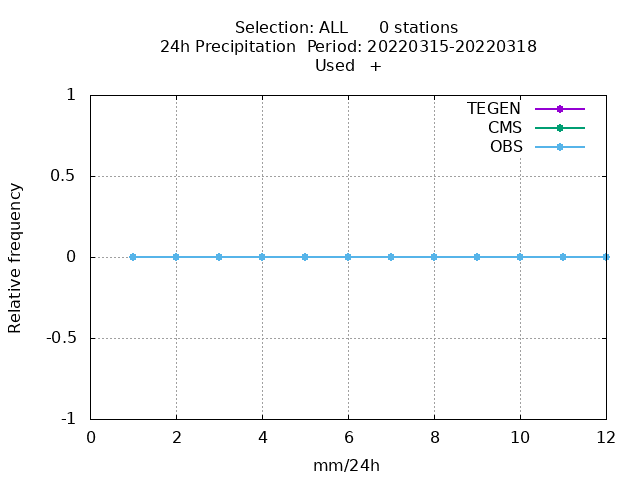 Selection: ALL      0 stations
24h Precipitation  Period: 20220315-20220318
Used   +
TEGEN
CMS
OBS
1
0.5
0
-0.5
-1
Relative frequency
0 2 4 6 8 10 12
mm/24h